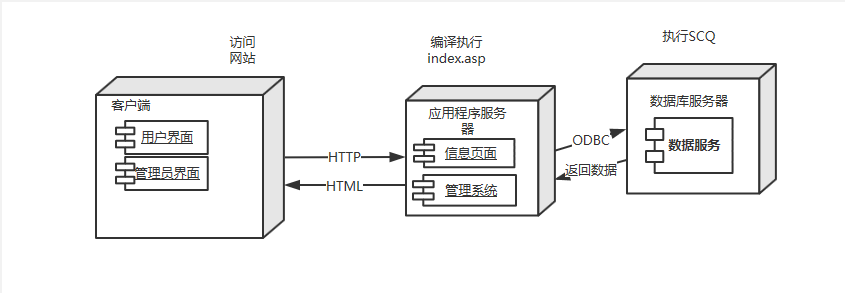 访问
网站
编译执行
index.asp
执行SCQ
客户端
用户界面
管理员界面
HTTP
HTML
应用程序服务
器
信息页面
管理系统
ODBC
返回数据
数据库服务器
数据服务